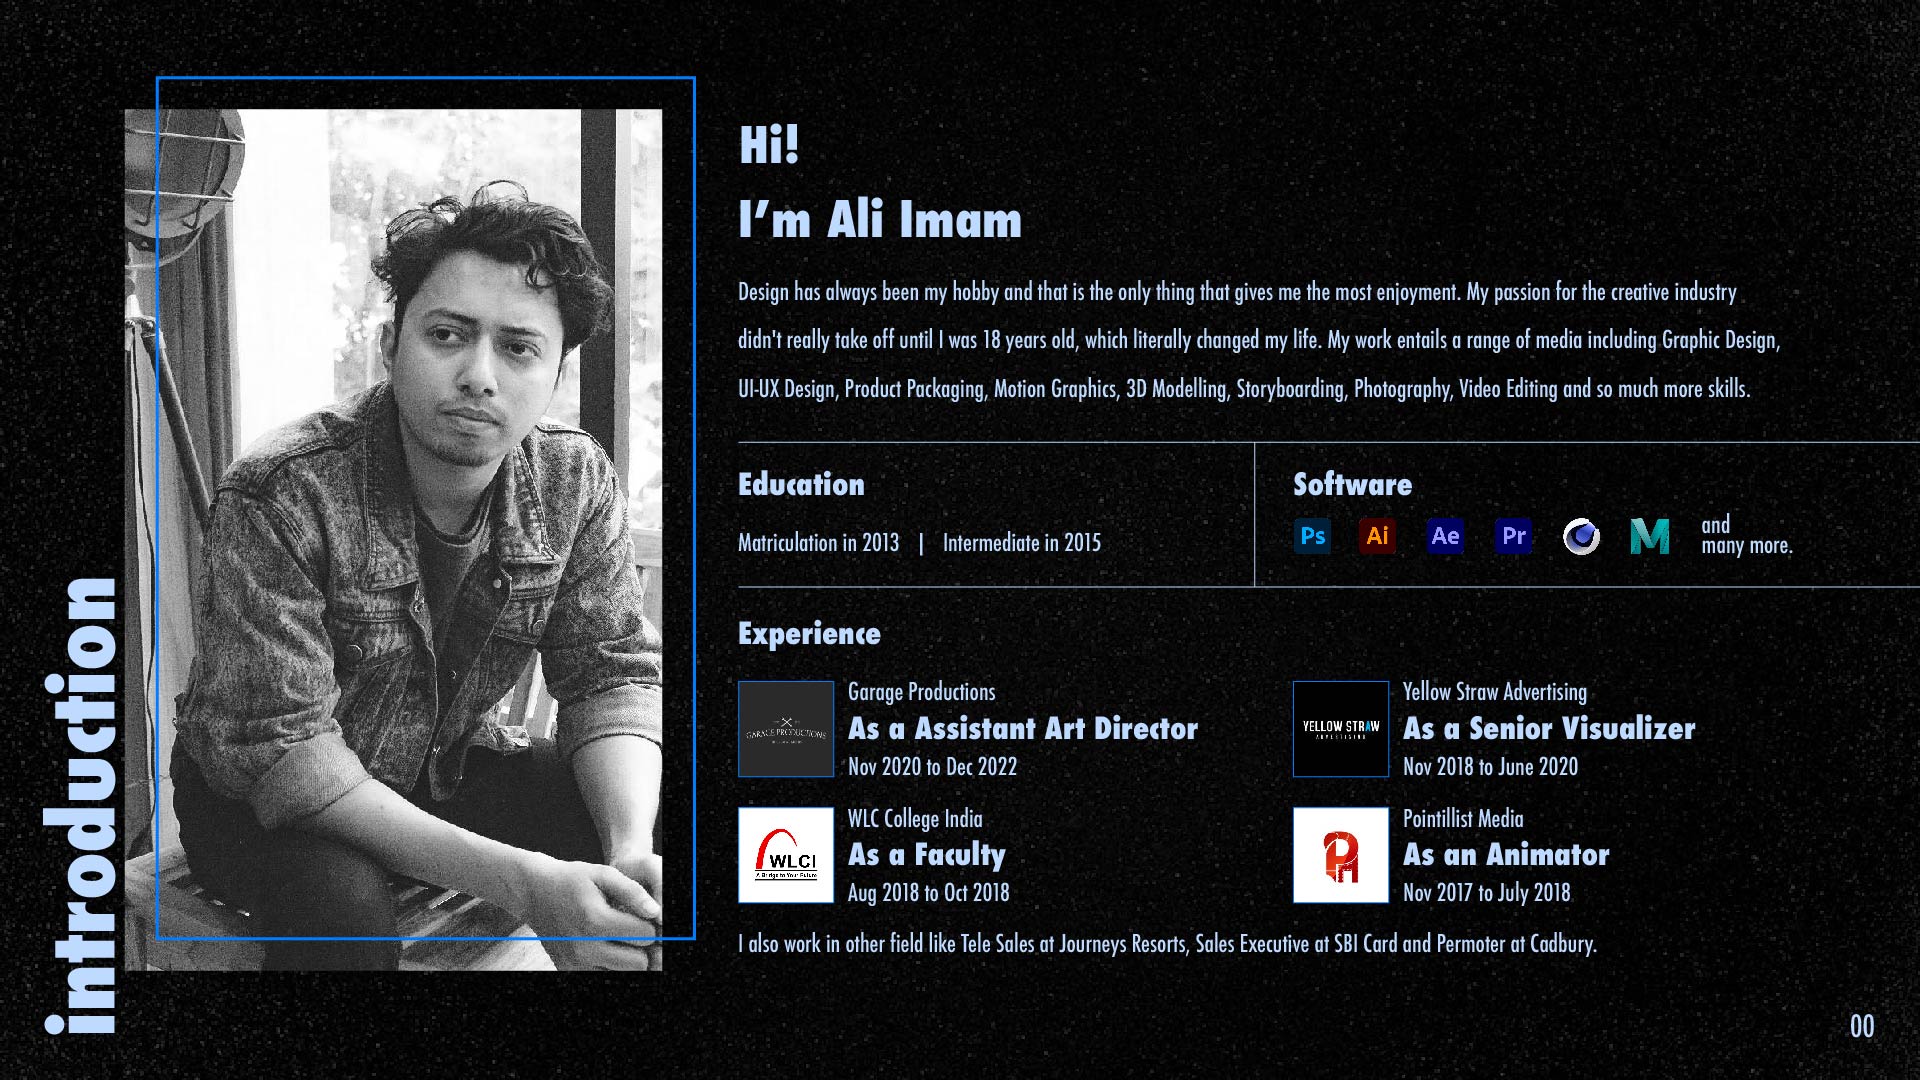 introduction
Hi!
I’m Ali Imam
Design has always been my hobby and that is the only thing that gives me the most enjoyment. My passion for the creative industry
didn't really take off until I was 18 years old, which literally changed my life. My work entails a range of media including Graphic Design,
UI-UX Design, Product Packaging, Motion Graphics, 3D Modelling, Storyboarding, Photography, Video Editing and so much more skills.
Education
Matriculation in 2013 | Intermediate in 2015
Software
Ps Ai Ae Pr M
and
many more.
Experience
GARAGE PRODUCTIONS
Garage Productions
As a Assistant Art Director
Nov 2020 to Dec 2022
YELLOW STRAW
ADVERTISING
Yellow Straw Advertising
As a Senior Visualizer
Nov 2018 to June 2020
WLCI
A Bridge to Your Future
WLC College India
As a Faculty
Aug 2018 to Oct 2018
Pointillist Media
As an Animator
Nov 2017 to July 2018
I also work in other field like Tele Sales at Journeys Resorts, Sales Executive at SBI Card and Permoter at Cadbury.
00